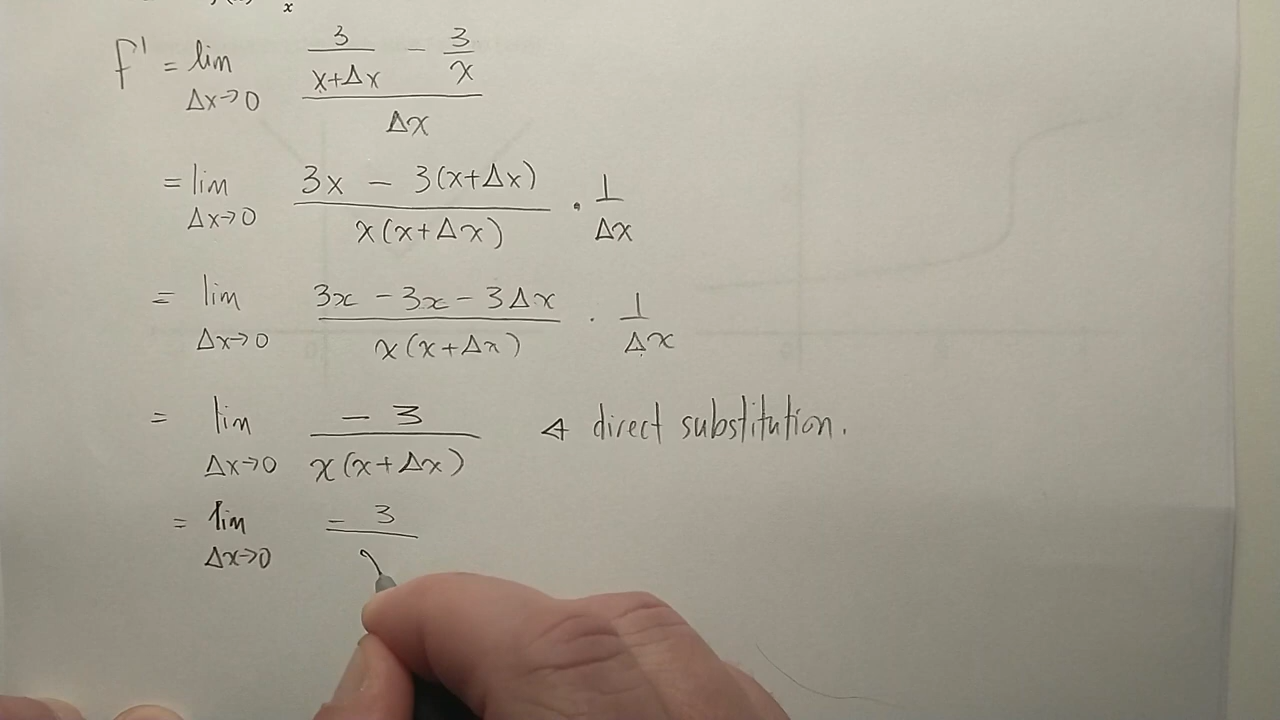 x
F' = lim Δx→0 (3/(x+Δx) - 3/x)/Δx
= lim Δx→0 (3x - 3(x+Δx))/(x(x+Δx)) · 1/Δx
= lim Δx→0 (3x - 3x - 3Δx)/(x(x+Δx)) · 1/Δx
= lim Δx→0 -3/(x(x+Δx)) ◁ direct substitution.
= lim Δx→0 -3/